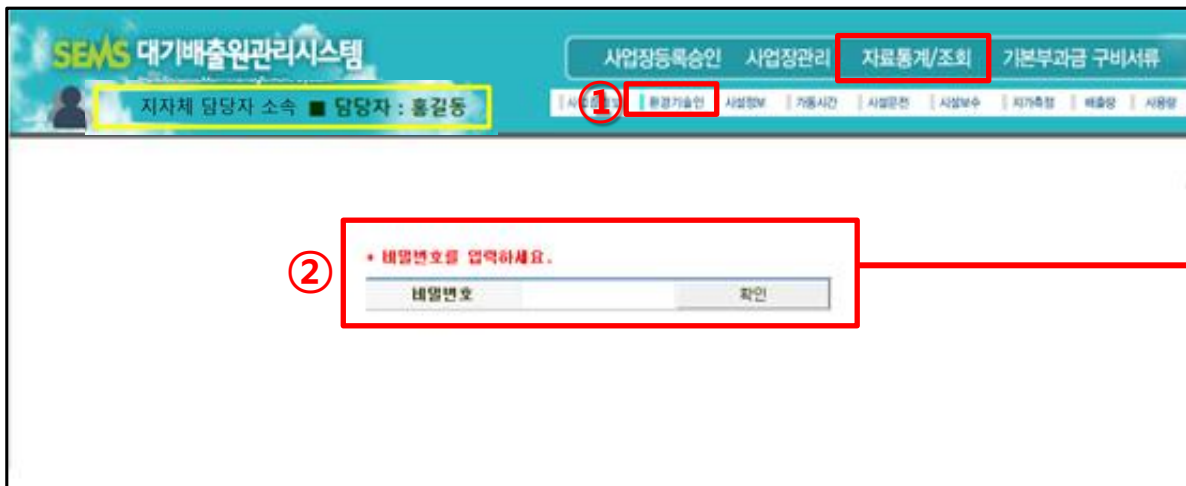 SEMS 대기배출원관리시스템
사업장등록승인 사업장관리 자료통계/조회 기본부과금 구비서류
지자체 담당자 소속 ■ 담당자 : 홍길동
① 환경기술인 시설정보 가동시간 시설운전 시설보수 자가측정 배출량 사용량
* 비밀번호를 입력하세요.
②
비밀번호 확인